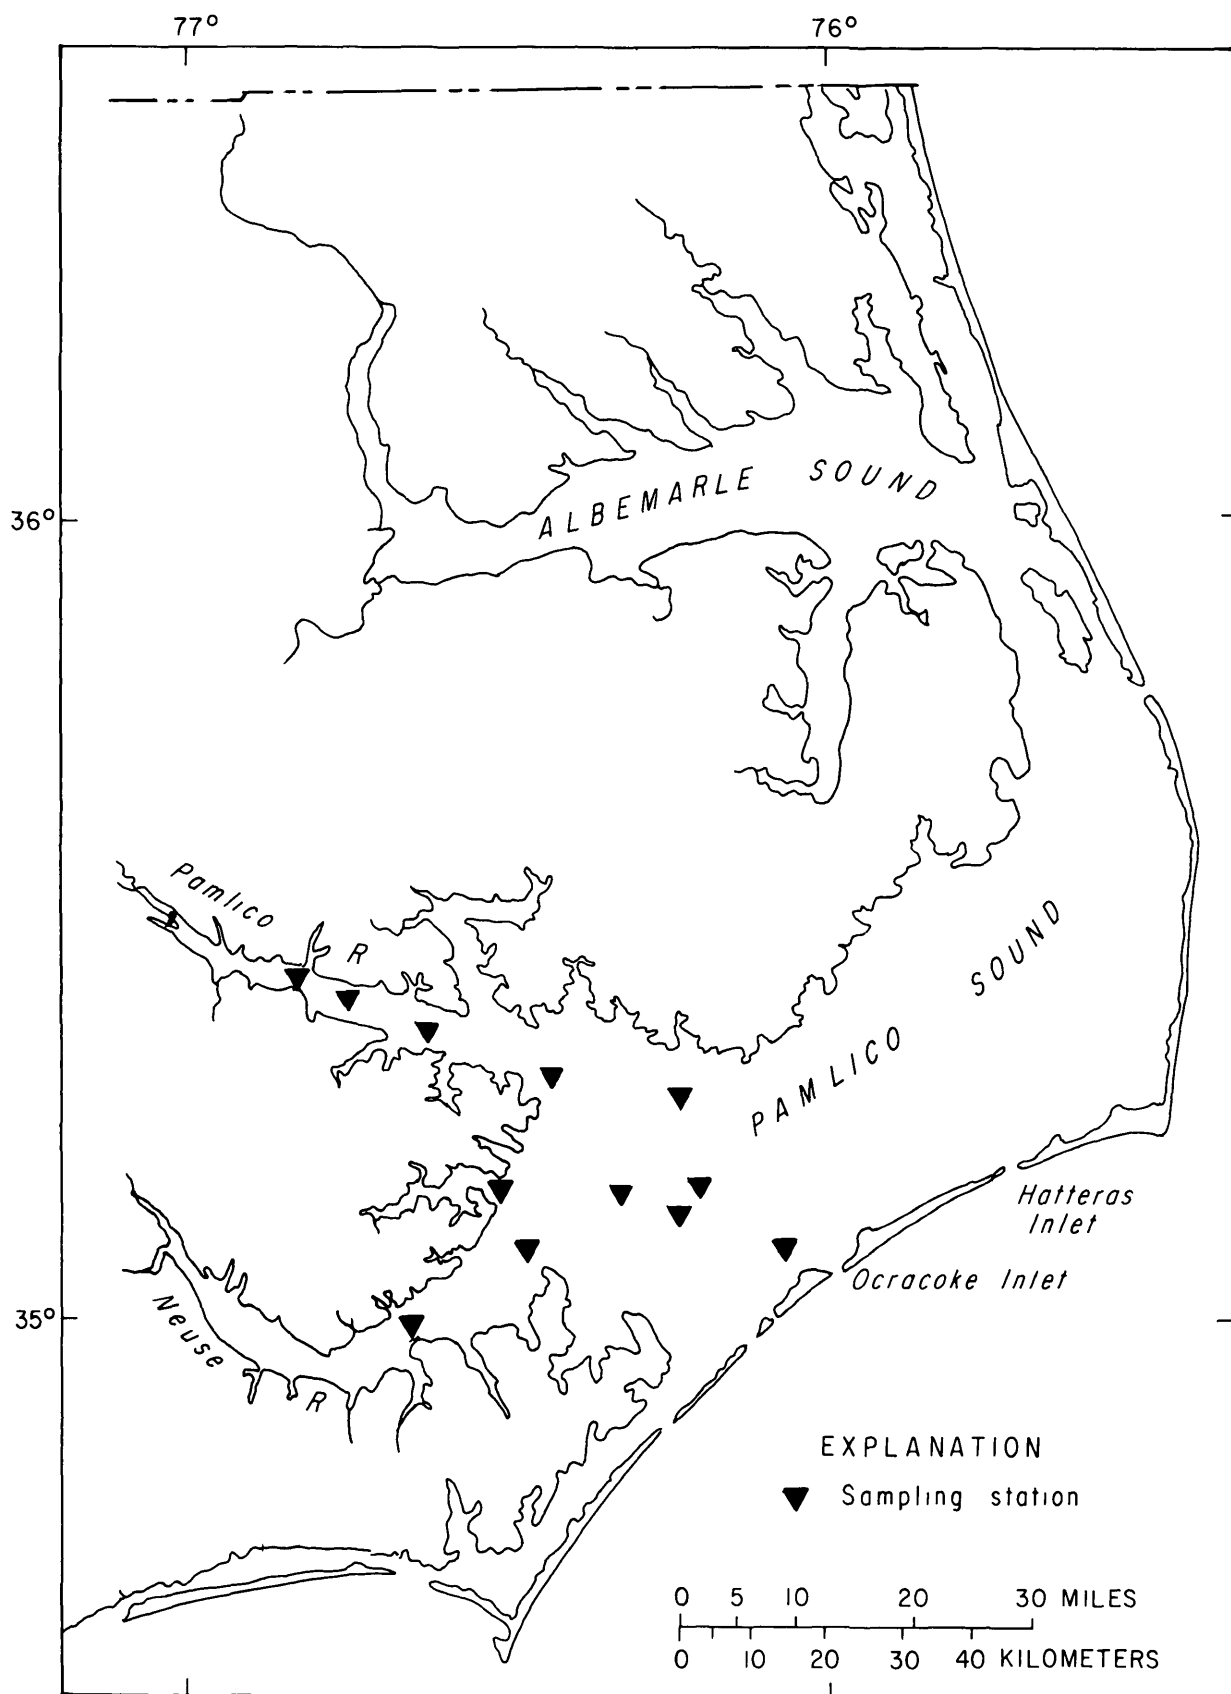 77° 76°
ALBEMARLE SOUND
36°
Pamlico R
PAMLICO SOUND
Hatteras
Inlet
Ocracoke Inlet
35°
Neuse R
EXPLANATION
Sampling station
0 5 10 20 30 MILES
0 10 20 30 40 KILOMETERS